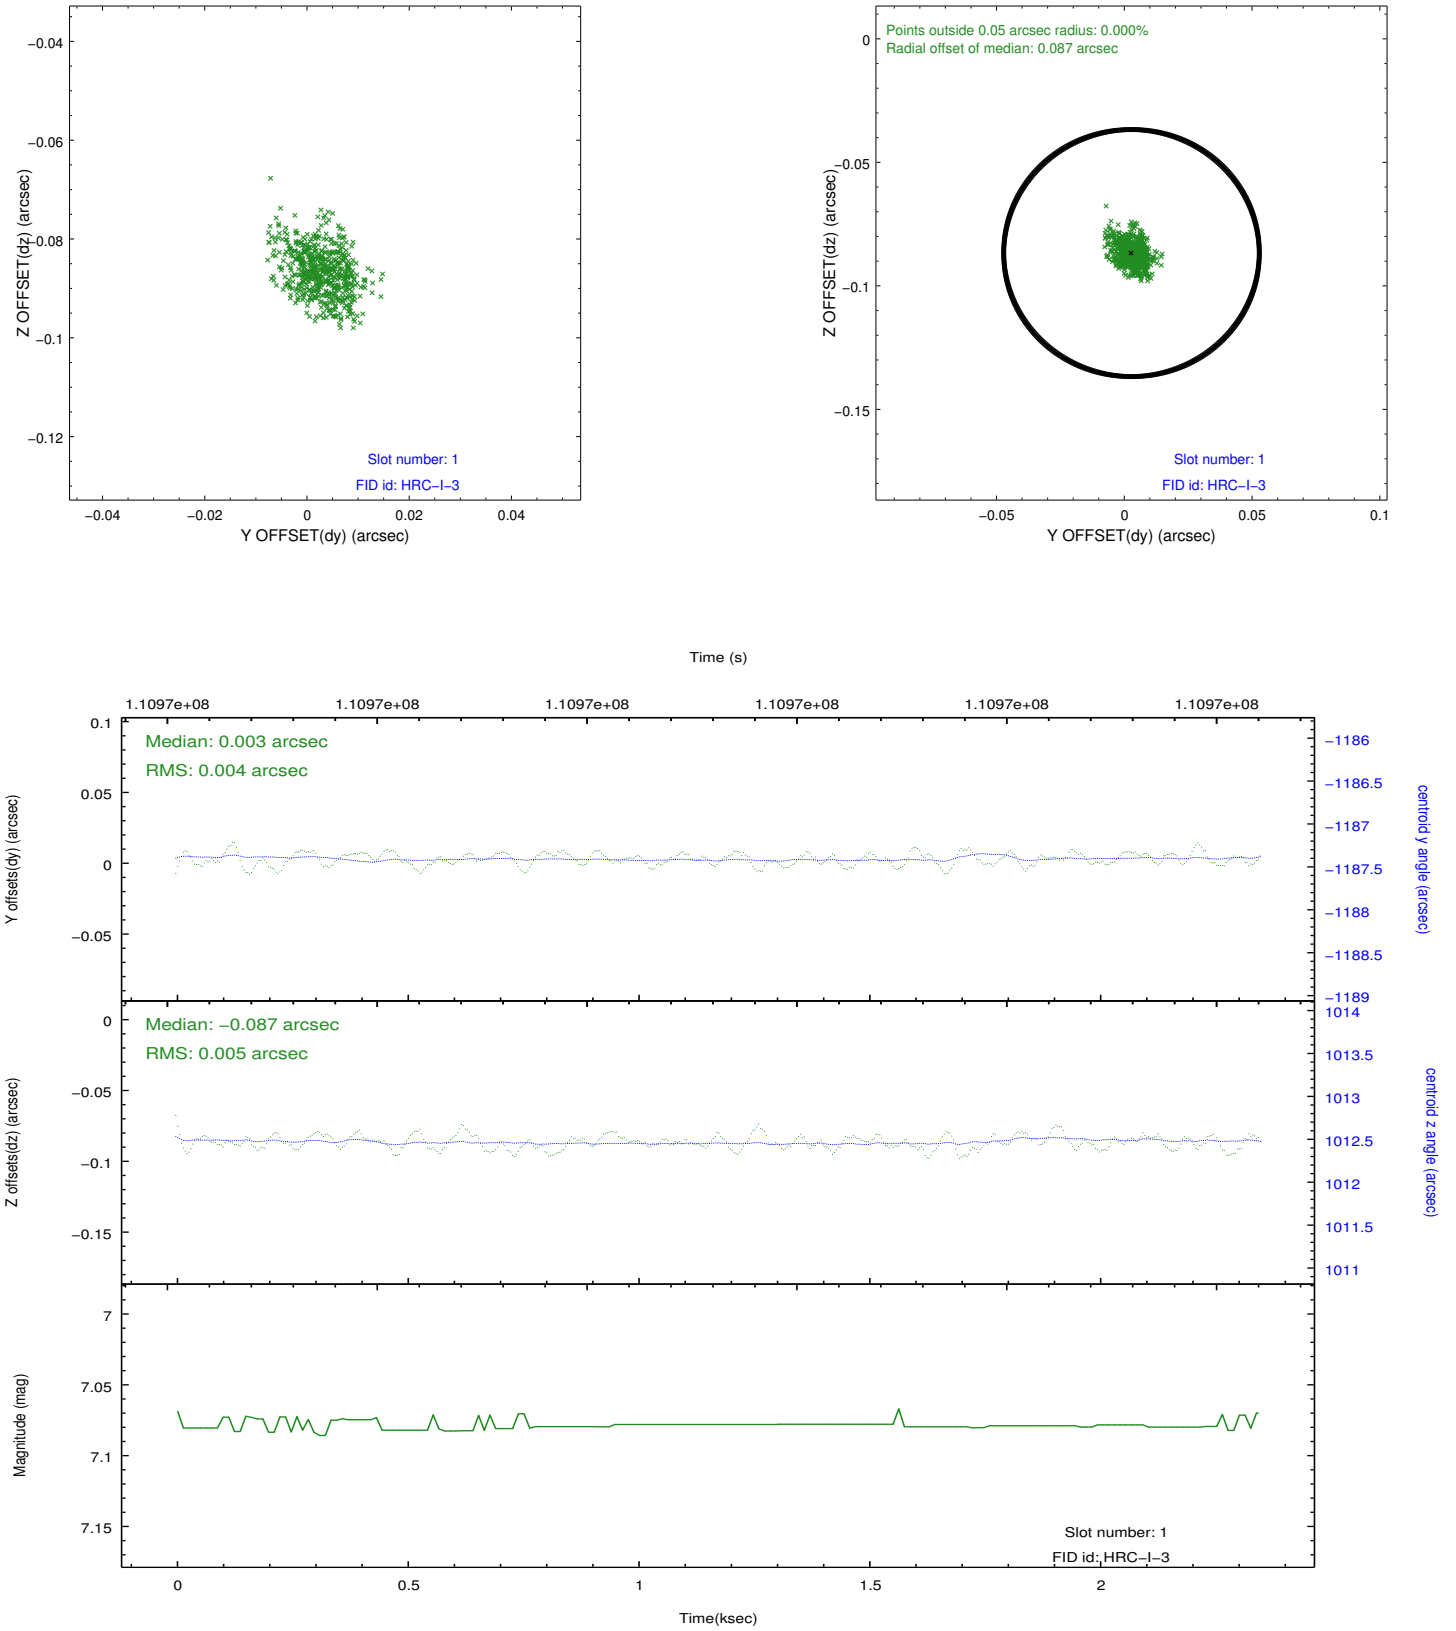 −0.04
−0.06
−0.08
−0.1
−0.12
Z OFFSET(dz) (arcsec)
Slot number: 1
FID id: HRC−I−3
−0.04
−0.02
0
0.02
0.04
Y OFFSET(dy) (arcsec)
Points outside 0.05 arcsec radius: 0.000%
Radial offset of median: 0.087 arcsec
0
−0.05
−0.1
−0.15
Z OFFSET(dz) (arcsec)
Slot number: 1
FID id: HRC−I−3
−0.05
0
0.05
0.1
Y OFFSET(dy) (arcsec)
Time (s)
1.1097e+08
1.1097e+08
1.1097e+08
1.1097e+08
1.1097e+08
1.1097e+08
Median: 0.003 arcsec
RMS: 0.004 arcsec
0.1
0.05
0
−0.05
Y offsets(dy) (arcsec)
−1186
−1186.5
−1187
−1187.5
−1188
−1188.5
−1189
centroid y angle (arcsec)
Median: −0.087 arcsec
RMS: 0.005 arcsec
0
−0.05
−0.1
−0.15
Z offsets(dz) (arcsec)
1014
1013.5
1013
1012.5
1012
1011.5
1011
centroid z angle (arcsec)
7
7.05
7.1
7.15
Magnitude (mag)
Slot number: 1
FID id: HRC−I−3
0
0.5
1
1.5
2
Time(ksec)